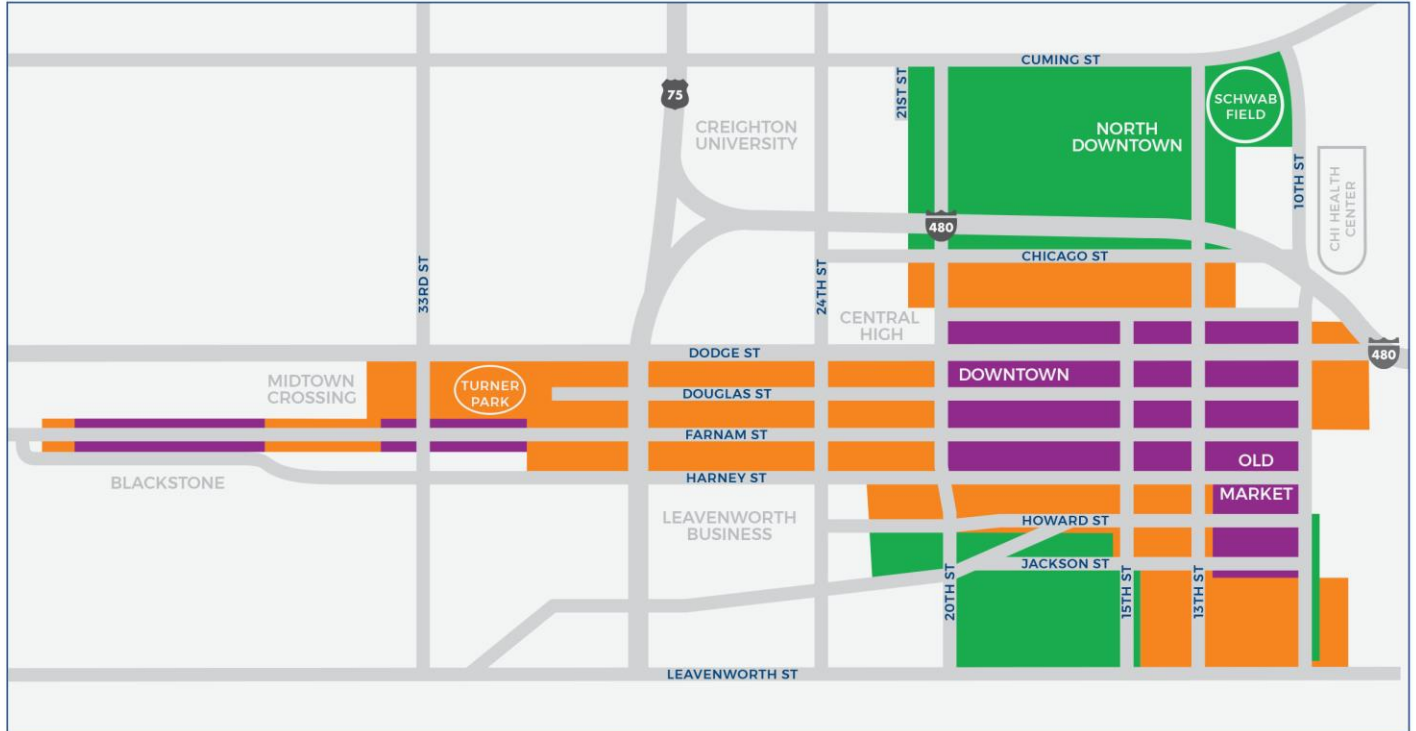 CUMING ST
21ST ST
SCHWAB
FIELD
75
CREIGHTON
UNIVERSITY
NORTH
DOWNTOWN
10TH ST
CHI HEALTH
CENTER
480
CHICAGO ST
33RD ST
24TH ST
CENTRAL
HIGH
DODGE ST
480
MIDTOWN
CROSSING
TURNER
PARK
DOWNTOWN
DOUGLAS ST
FARNAM ST
OLD
MARKET
BLACKSTONE
HARNEY ST
LEAVENWORTH
BUSINESS
HOWARD ST
JACKSON ST
20TH ST
15TH ST
13TH ST
LEAVENWORTH ST